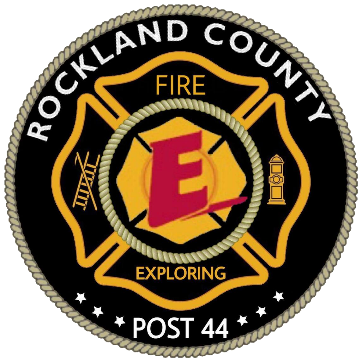 ROCKLAND COUNTY
FIRE
E
EXPLORING
POST 44